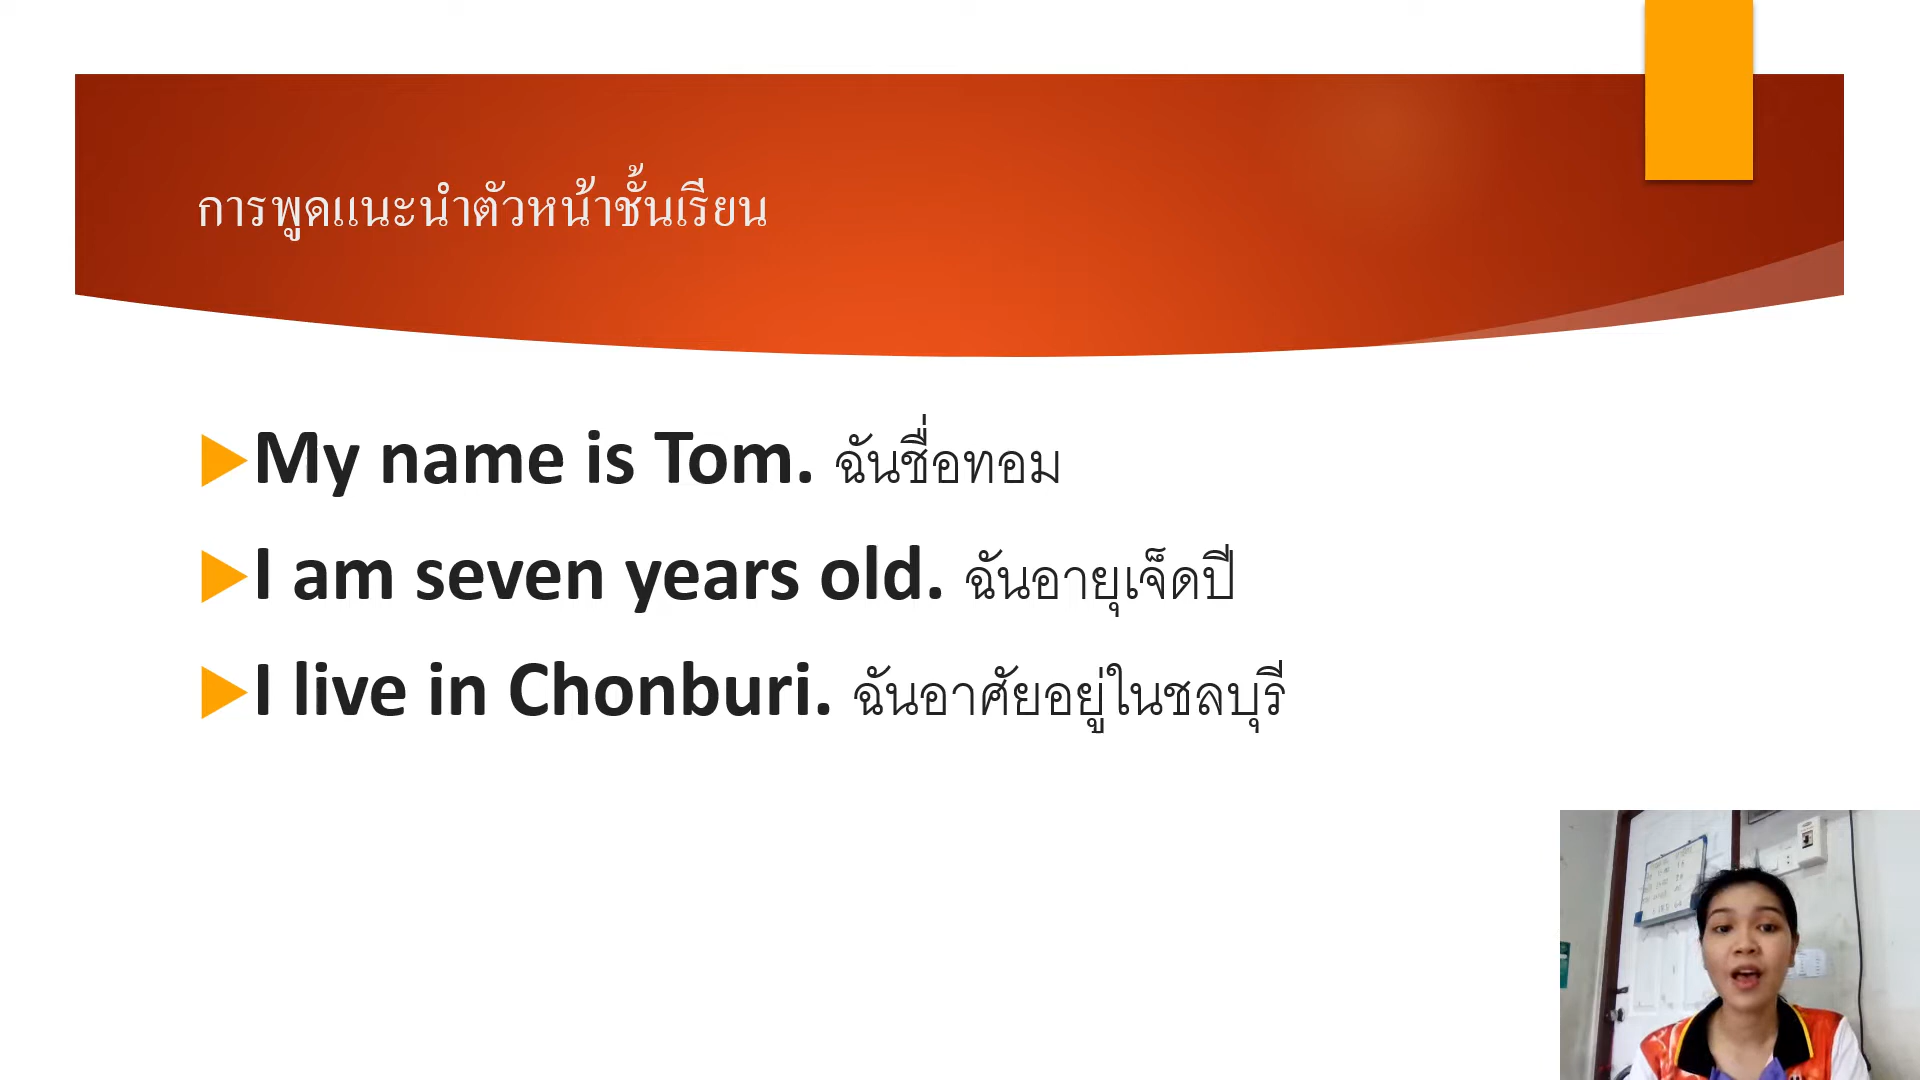 การพูดแนะนำตัวหน้าชั้นเรียน
My name is Tom. ฉันชื่อทอม
I am seven years old. ฉันอายุเจ็ดปี
I live in Chonburi. ฉันอาศัยอยู่ในชลบุรี